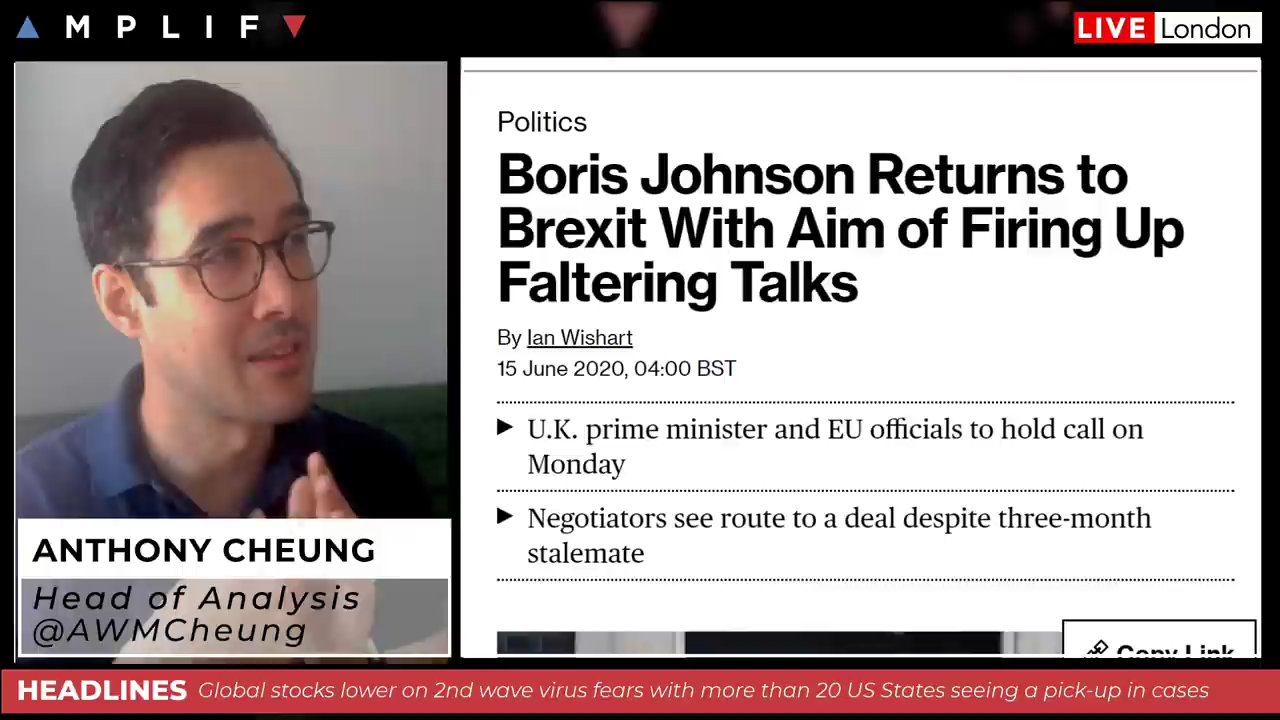 MPLIF
LIVE London
Politics
Boris Johnson Returns to
Brexit With Aim of Firing Up
Faltering Talks
By Ian Wishart
15 June 2020, 04:00 BST
U.K. prime minister and EU officials to hold call on
Monday
Negotiators see route to a deal despite three-month
stalemate
Copy Link
ANTHONY CHEUNG
Head of Analysis
@AWMCheung
HEADLINES Global stocks lower on 2nd wave virus fears with more than 20 US States seeing a pick-up in cases